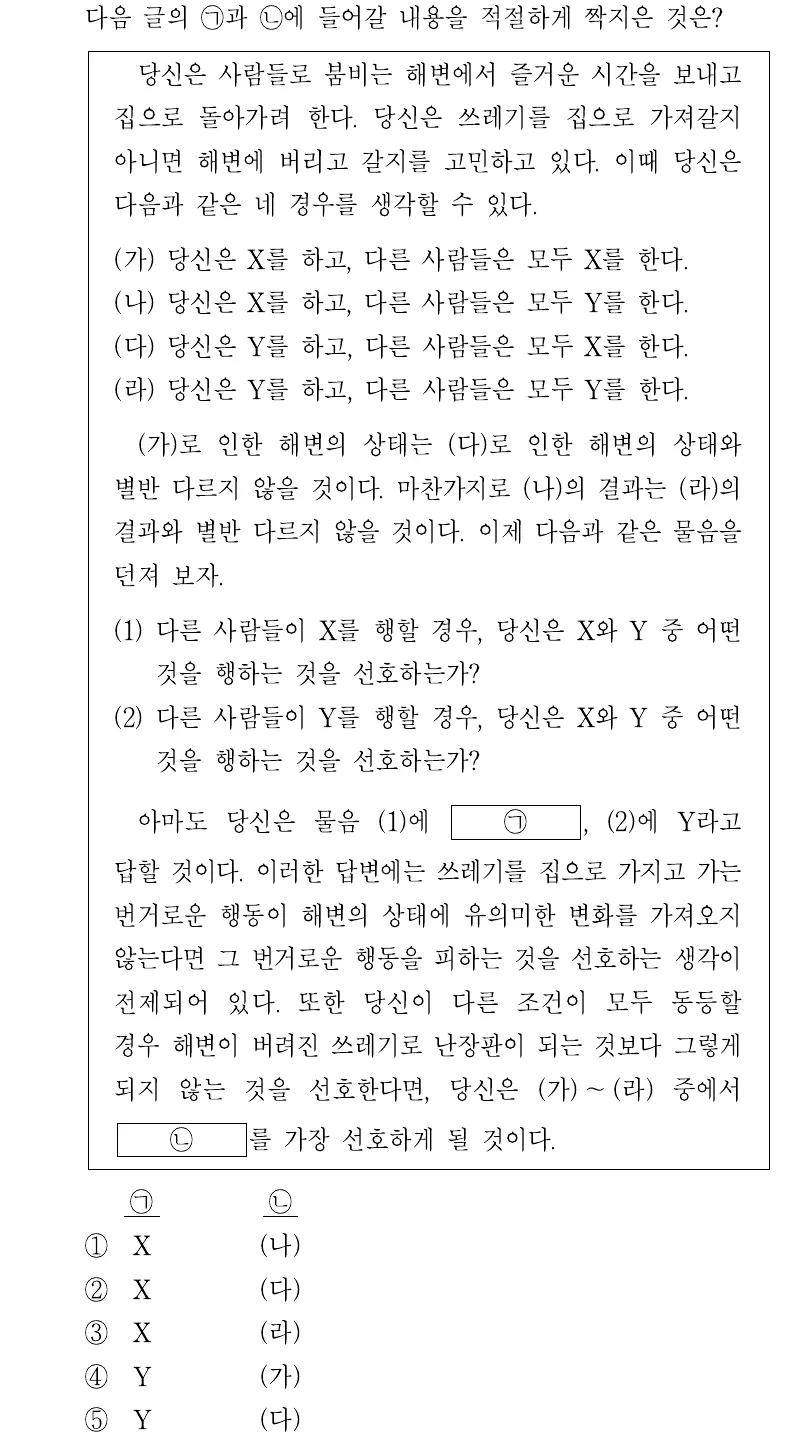 다음 글의 ㉠과 ㉡에 들어갈 내용을 적절하게 짝지은 것은?
당신은 사람들로 붐비는 해변에서 즐거운 시간을 보내고
집으로 돌아가려 한다. 당신은 쓰레기를 집으로 가져갈지
아니면 해변에 버리고 갈지를 고민하고 있다. 이때 당신은
다음과 같은 네 경우를 생각할 수 있다.
(가) 당신은 X를 하고, 다른 사람들은 모두 X를 한다.
(나) 당신은 X를 하고, 다른 사람들은 모두 Y를 한다.
(다) 당신은 Y를 하고, 다른 사람들은 모두 X를 한다.
(라) 당신은 Y를 하고, 다른 사람들은 모두 Y를 한다.
(가)로 인한 해변의 상태는 (다)로 인한 해변의 상태와
별반 다르지 않을 것이다. 마찬가지로 (나)의 결과는 (라)의
결과와 별반 다르지 않을 것이다. 이제 다음과 같은 물음을
던져 보자.
(1) 다른 사람들이 X를 행할 경우, 당신은 X와 Y 중 어떤
것을 행하는 것을 선호하는가?
(2) 다른 사람들이 Y를 행할 경우, 당신은 X와 Y 중 어떤
것을 행하는 것을 선호하는가?
아마도 당신은 물음 (1)에 ㉠, (2)에 Y라고
답할 것이다. 이러한 답변에는 쓰레기를 집으로 가지고 가는
번거로운 행동이 해변의 상태에 유의미한 변화를 가져오지
않는다면 그 번거로운 행동을 피하는 것을 선호하는 생각이
전제되어 있다. 또한 당신이 다른 조건이 모두 동등할
경우 해변이 버려진 쓰레기로 난장판이 되는 것보다 그렇게
되지 않는 것을 선호한다면, 당신은 (가)~(라) 중에서
㉡를 가장 선호하게 될 것이다.
㉠ ㉡
① X (나)
② X (다)
③ X (라)
④ Y (가)
⑤ Y (다)